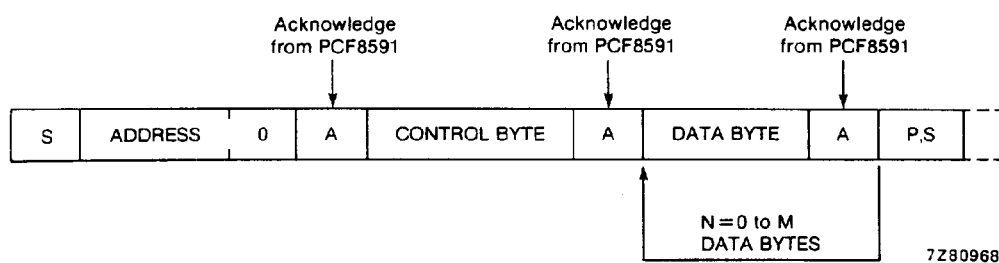 Acknowledge
from PCF8591
Acknowledge
from PCF8591
Acknowledge
from PCF8591
S ADDRESS 0 A CONTROL BYTE A DATA BYTE A P,S
N=0 to M
DATA BYTES
7Z80968